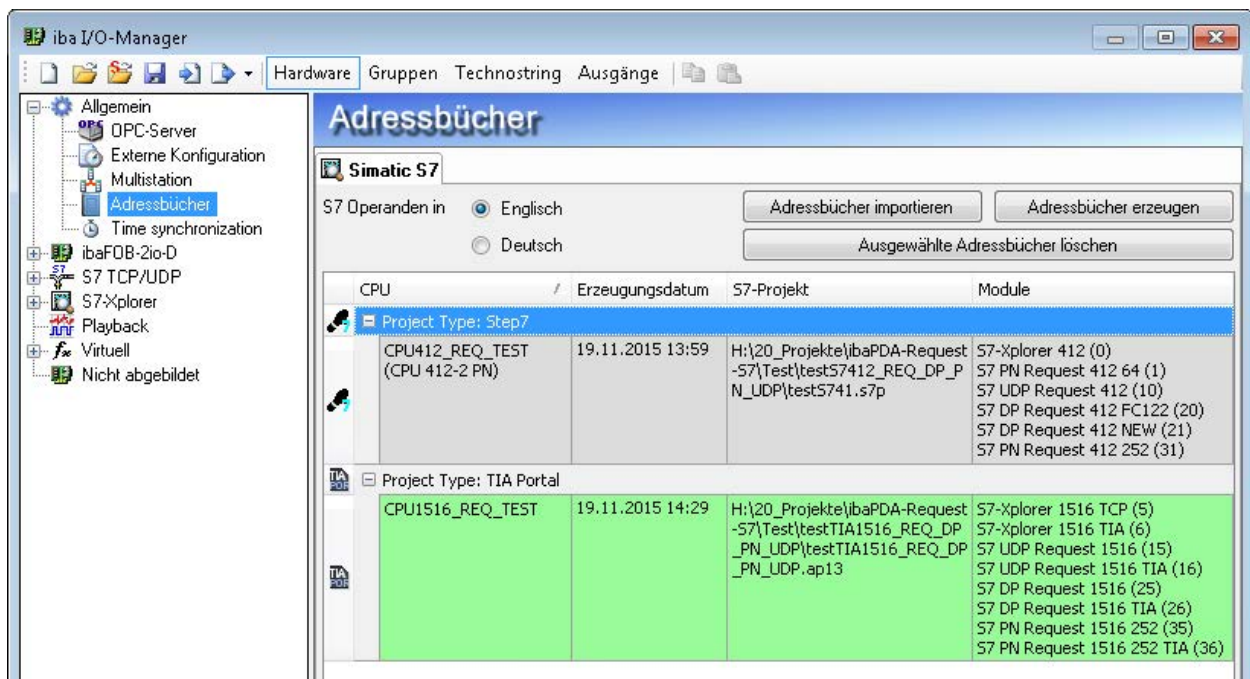 iba I/O-Manager
Hardware Gruppen Technostring Ausgänge
Allgemein
OPC-Server
Externe Konfiguration
Multistation
Adressbücher
Time synchronization
ibaFOB-2io-D
S7 TCP/UDP
S7-Xplorer
Playback
Virtuell
Nicht abgebildet
Adressbücher
Simatic S7
S7 Operanden in
Englisch
Deutsch
Adressbücher importieren
Adressbücher erzeugen
Ausgewählte Adressbücher löschen
CPU / Erzeugungsdatum S7-Projekt Module
Project Type: Step7
CPU412_REQ_TEST
(CPU 412-2 PN)
19.11.2015 13:59
H:\20_Projekte\ibaPDA-Request
-S7\Test\testS7412_REQ_DP_P
N_UDP\testS741.s7p
S7-Xplorer 412 (0)
S7 PN Request 412 64 (1)
S7 UDP Request 412 (10)
S7 DP Request 412 FC122 (20)
S7 DP Request 412 NEW (21)
S7 PN Request 412 252 (31)
Project Type: TIA Portal
CPU1516_REQ_TEST
19.11.2015 14:29
H:\20_Projekte\ibaPDA-Request
-S7\Test\testTIA1516_REQ_DP
_PN_UDP\testTIA1516_REQ_DP
_PN_UDP.ap13
S7-Xplorer 1516 TCP (5)
S7-Xplorer 1516 TIA (6)
S7 UDP Request 1516 (15)
S7 UDP Request 1516 TIA (16)
S7 DP Request 1516 (25)
S7 DP Request 1516 TIA (26)
S7 PN Request 1516 252 (35)
S7 PN Request 1516 252 TIA (36)